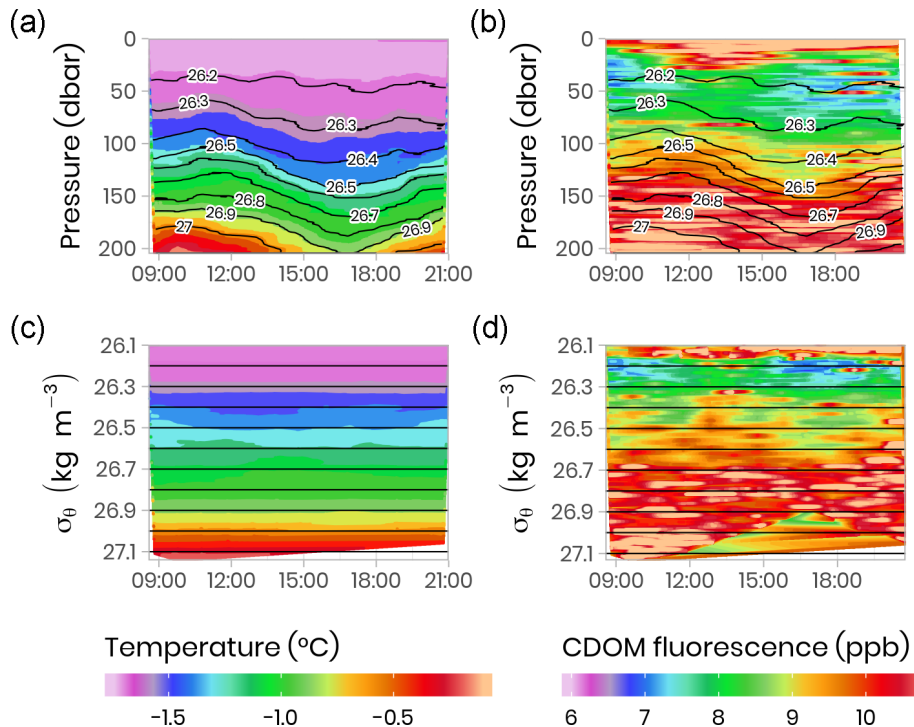 (a)
Pressure (dbar)
0
50
100
150
200
26.2
26.3
26.3
26.5
26.4
26.5
26.8
26.7
26.9
26.9
27
09:00 12:00 15:00 18:00 21:00
(b)
Pressure (dbar)
0
50
100
150
200
26.2
26.3
26.3
26.5
26.4
26.5
26.8
26.7
26.9
26.9
27
09:00 12:00 15:00 18:00
(c)
σθ (kg m⁻³)
26.1
26.3
26.5
26.7
26.9
27.1
09:00 12:00 15:00 18:00 21:00
(d)
σθ (kg m⁻³)
26.1
26.3
26.5
26.7
26.9
27.1
09:00 12:00 15:00 18:00
Temperature (°C)
-1.5 -1.0 -0.5
CDOM fluorescence (ppb)
6 7 8 9 10